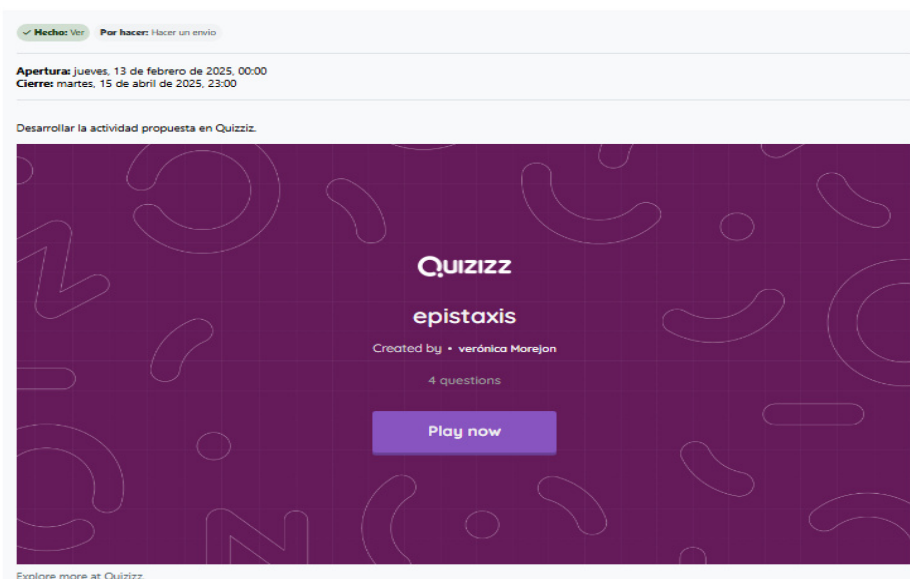 ✓ Hecho: Ver Por hacer: Hacer un envío
Apertura: jueves, 13 de febrero de 2025, 00:00
Cierre: martes, 15 de abril de 2025, 23:00
Desarrollar la actividad propuesta en Quizziz.
QUIZIZZ
epistaxis
Created by • verónica Morejon
4 questions
Play now
Explore more at Quizizz.